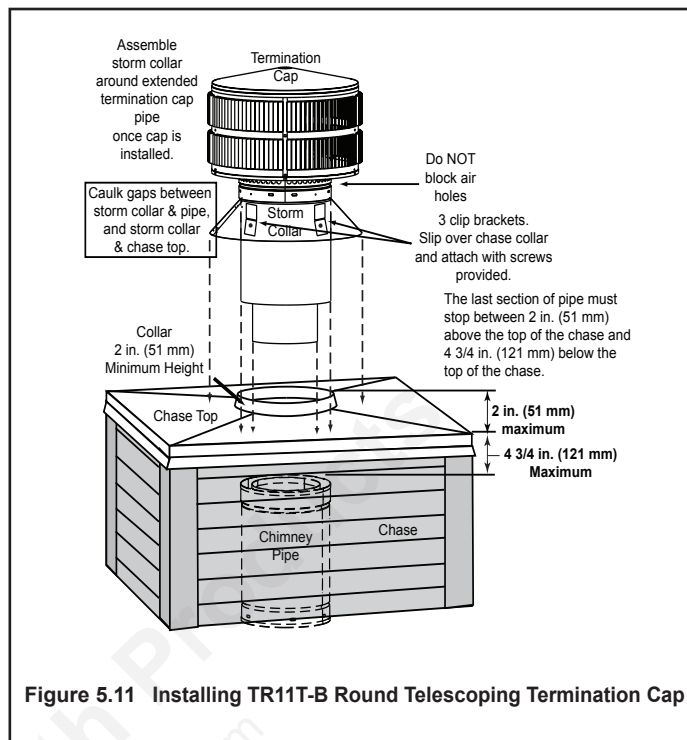 Assemble
storm collar
around extended
termination cap
pipe
once cap is
installed.
Termination
Cap
Caulk gaps between
storm collar & pipe,
and storm collar
& chase top.
Storm
Collar
Do NOT
block air
holes
3 clip brackets.
Slip over chase collar
and attach with screws
provided.
The last section of pipe must
stop between 2 in. (51 mm)
above the top of the chase and
4 3/4 in. (121 mm) below the
top of the chase.
Collar
2 in. (51 mm)
Minimum Height
Chase Top
2 in. (51 mm)
maximum
4 3/4 in. (121 mm)
Maximum
Chimney
Pipe
Chase
Figure 5.11 Installing TR11T-B Round Telescoping Termination Cap